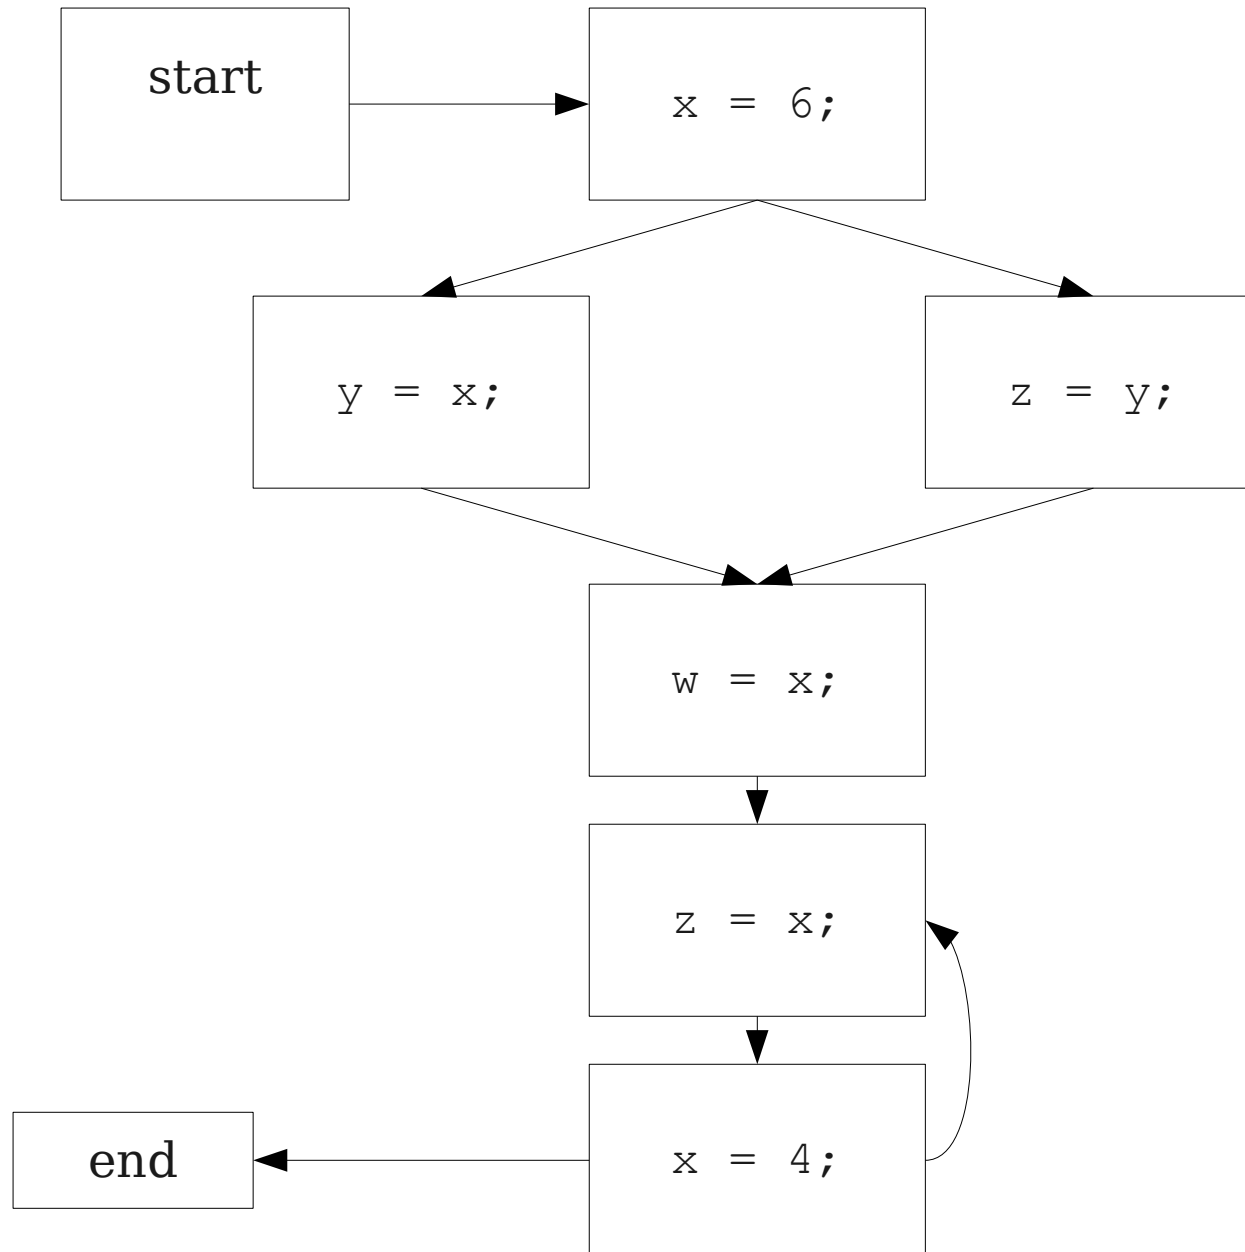 start
x = 6;
y = x;
z = y;
w = x;
z = x;
x = 4;
end